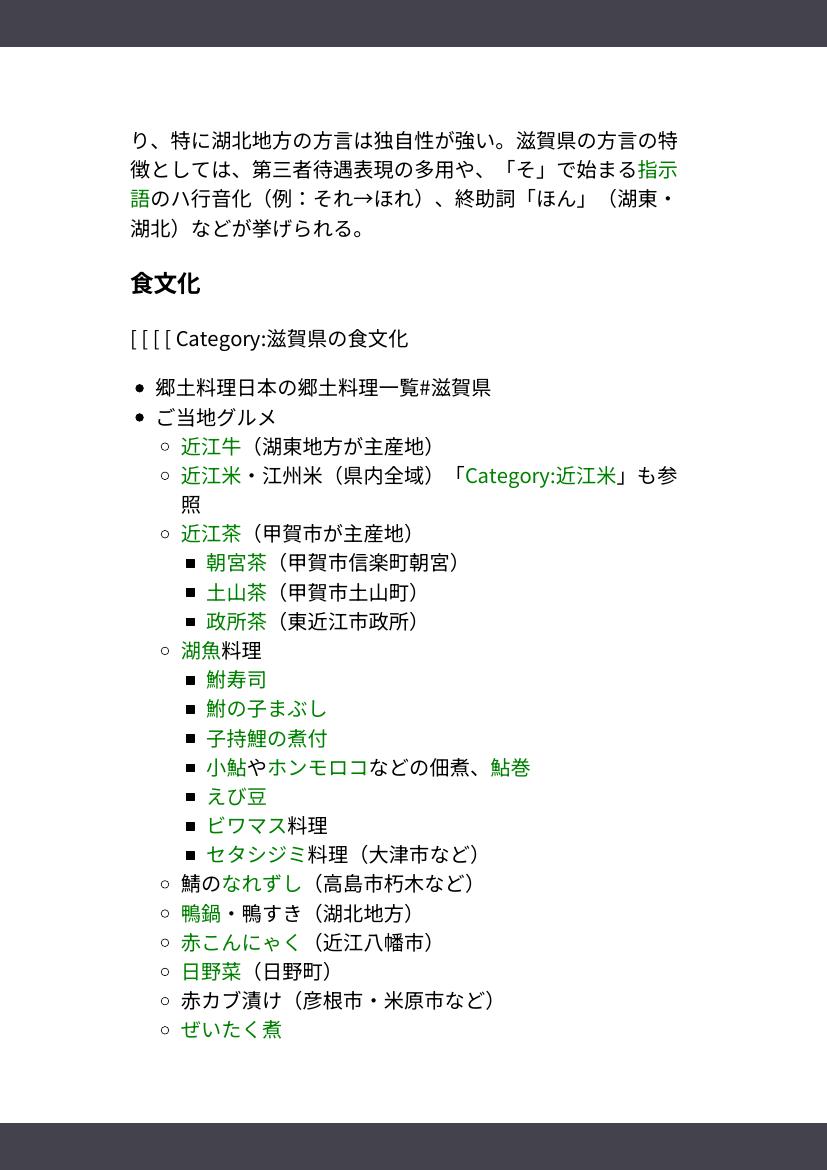 り、特に湖北地方の方言は独自性が強い。滋賀県の方言の特
徴としては、第三者待遇表現の多用や、「そ」で始まる指示
語のハ行音化（例：それ→ほれ）、終助詞「ほん」（湖東・
湖北）などが挙げられる。
食文化
[ [ [ [ Category:滋賀県の食文化
● 郷土料理日本の郷土料理一覧#滋賀県
● ご当地グルメ
○ 近江牛（湖東地方が主産地）
○ 近江米・江州米（県内全域）「Category:近江米」も参
照
○ 近江茶（甲賀市が主産地）
■ 朝宮茶（甲賀市信楽町朝宮）
■ 土山茶（甲賀市土山町）
■ 政所茶（東近江市政所）
○ 湖魚料理
■ 鮒寿司
■ 鮒の子まぶし
■ 子持鯉の煮付
■ 小鮎やホンモロコなどの佃煮、鮎巻
■ えび豆
■ ビワマス料理
■ セタシジミ料理（大津市など）
○ 鯖のなれずし（高島市朽木など）
○ 鴨鍋・鴨すき（湖北地方）
○ 赤こんにゃく（近江八幡市）
○ 日野菜（日野町）
○ 赤カブ漬け（彦根市・米原市など）
○ ぜいたく煮